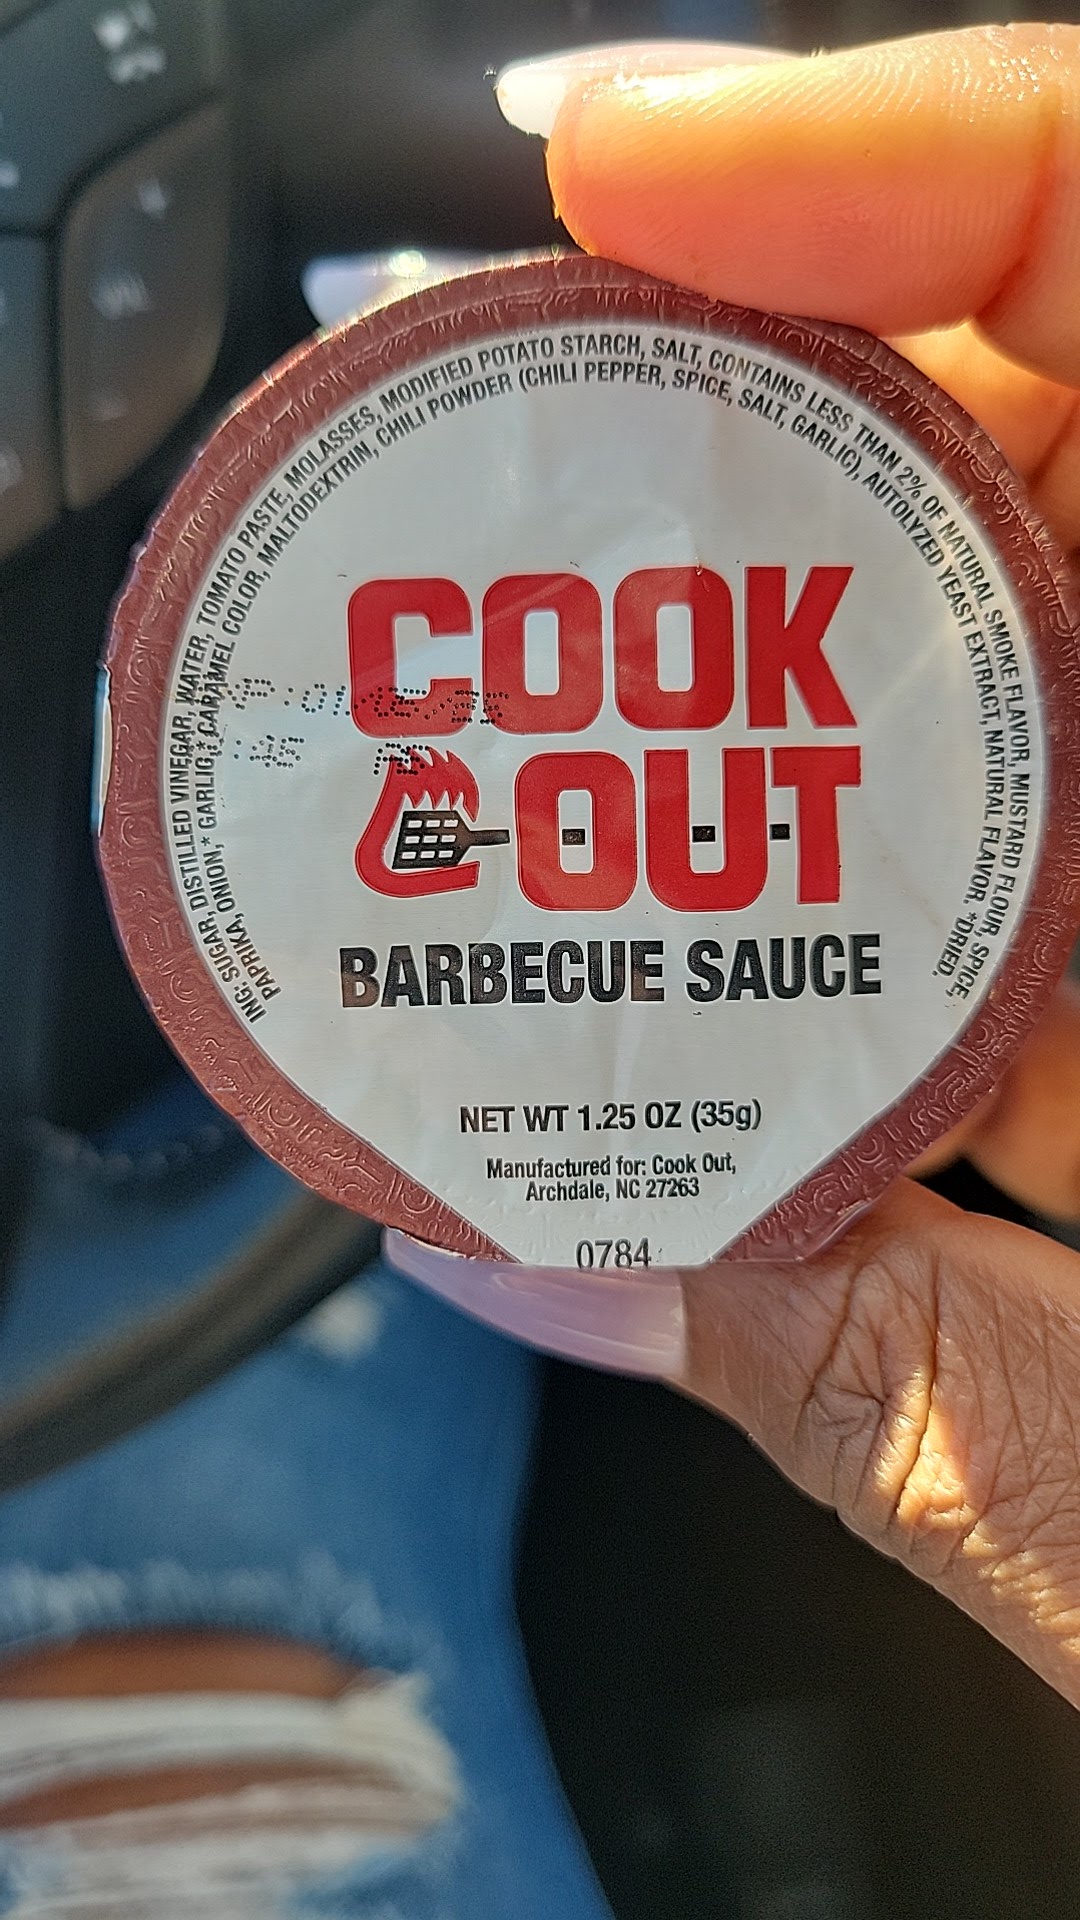 ING: SUGAR, DISTILLED VINEGAR, WATER, TOMATO PASTE, MOLASSES, MODIFIED POTATO STARCH, SALT, CONTAINS LESS THAN 2% OF NATURAL SMOKE FLAVOR, MUSTARD FLOUR, SPICE,
PAPRIKA, ONION,* GARLIC,* CARAMEL COLOR, MALTODEXTRIN, CHILI POWDER (CHILI PEPPER, SPICE, SALT, GARLIC), AUTOLYZED YEAST EXTRACT, NATURAL FLAVOR. *DRIED.
COOK
OUT
BARBECUE SAUCE
NET WT 1.25 OZ (35g)
Manufactured for: Cook Out,
Archdale, NC 27263
0784